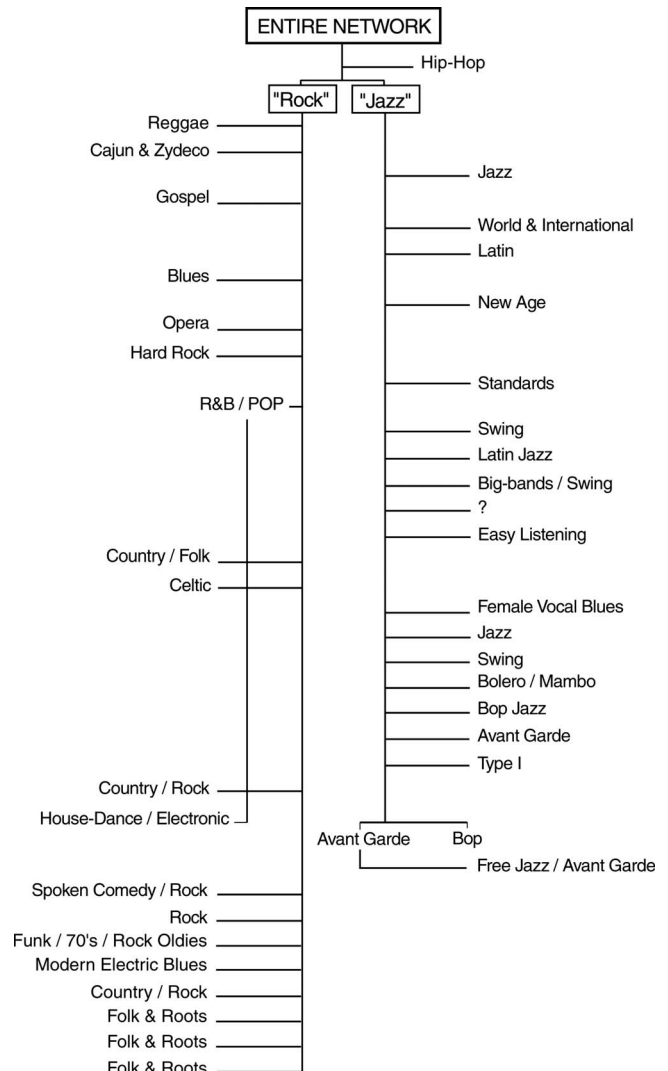 ENTIRE NETWORK
Hip-Hop
"Rock"
"Jazz"
Reggae
Cajun & Zydeco
Gospel
Blues
Opera
Hard Rock
R&B / POP
Country / Folk
Celtic
Country / Rock
House-Dance / Electronic
Spoken Comedy / Rock
Rock
Funk / 70's / Rock Oldies
Modern Electric Blues
Country / Rock
Folk & Roots
Folk & Roots
Folk & Roots
Jazz
World & International
Latin
New Age
Standards
Swing
Latin Jazz
Big-bands / Swing
?
Easy Listening
Female Vocal Blues
Jazz
Swing
Bolero / Mambo
Bop Jazz
Avant Garde
Type I
Avant Garde
Bop
Free Jazz / Avant Garde